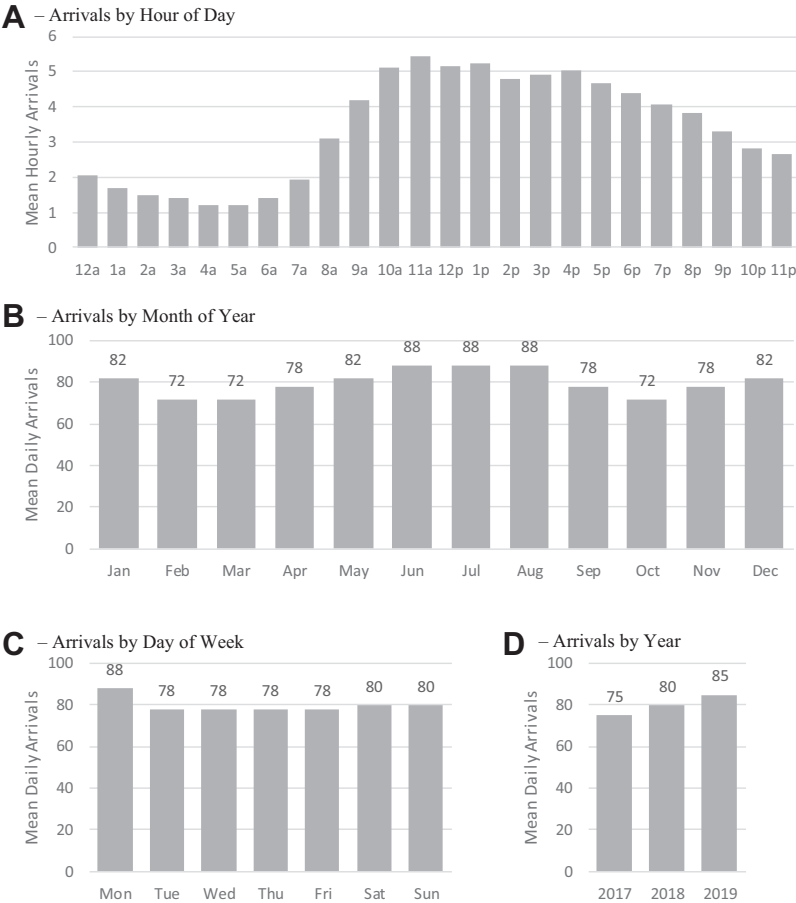 A – Arrivals by Hour of Day
Mean Hourly Arrivals
6
5
4
3
2
1
0
12a 1a 2a 3a 4a 5a 6a 7a 8a 9a 10a 11a 12p 1p 2p 3p 4p 5p 6p 7p 8p 9p 10p 11p
B – Arrivals by Month of Year
Mean Daily Arrivals
100
80
60
40
20
0
82 72 72 78 82 88 88 88 78 72 78 82
Jan Feb Mar Apr May Jun Jul Aug Sep Oct Nov Dec
C – Arrivals by Day of Week
Mean Daily Arrivals
100
80
60
40
20
0
88 78 78 78 78 80 80
Mon Tue Wed Thu Fri Sat Sun
D – Arrivals by Year
Mean Daily Arrivals
100
80
60
40
20
0
75 80 85
2017 2018 2019